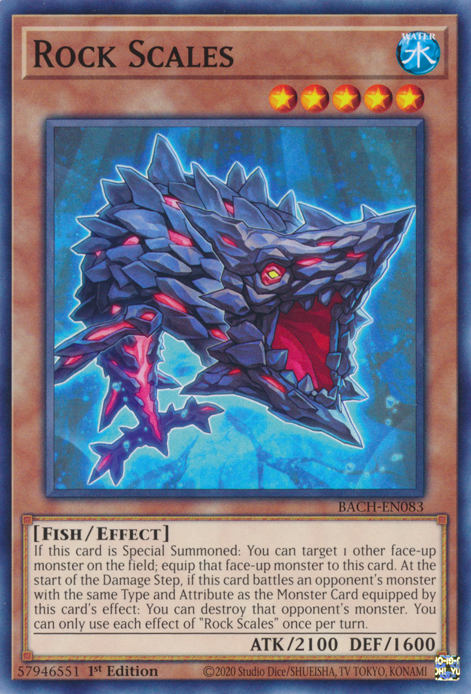 ROCK SCALES
WATER
水
BACH-EN083
[FISH/EFFECT]
If this card is Special Summoned: You can target 1 other face-up
monster on the field; equip that face-up monster to this card. At the
start of the Damage Step, if this card battles an opponent's monster
with the same Type and Attribute as the Monster Card equipped by
this card's effect: You can destroy that opponent's monster. You
can only use each effect of "Rock Scales" once per turn.
ATK/2100 DEF/1600
57946551 1st Edition ©2020 Studio Dice/SHUEISHA, TV TOKYO, KONAMI